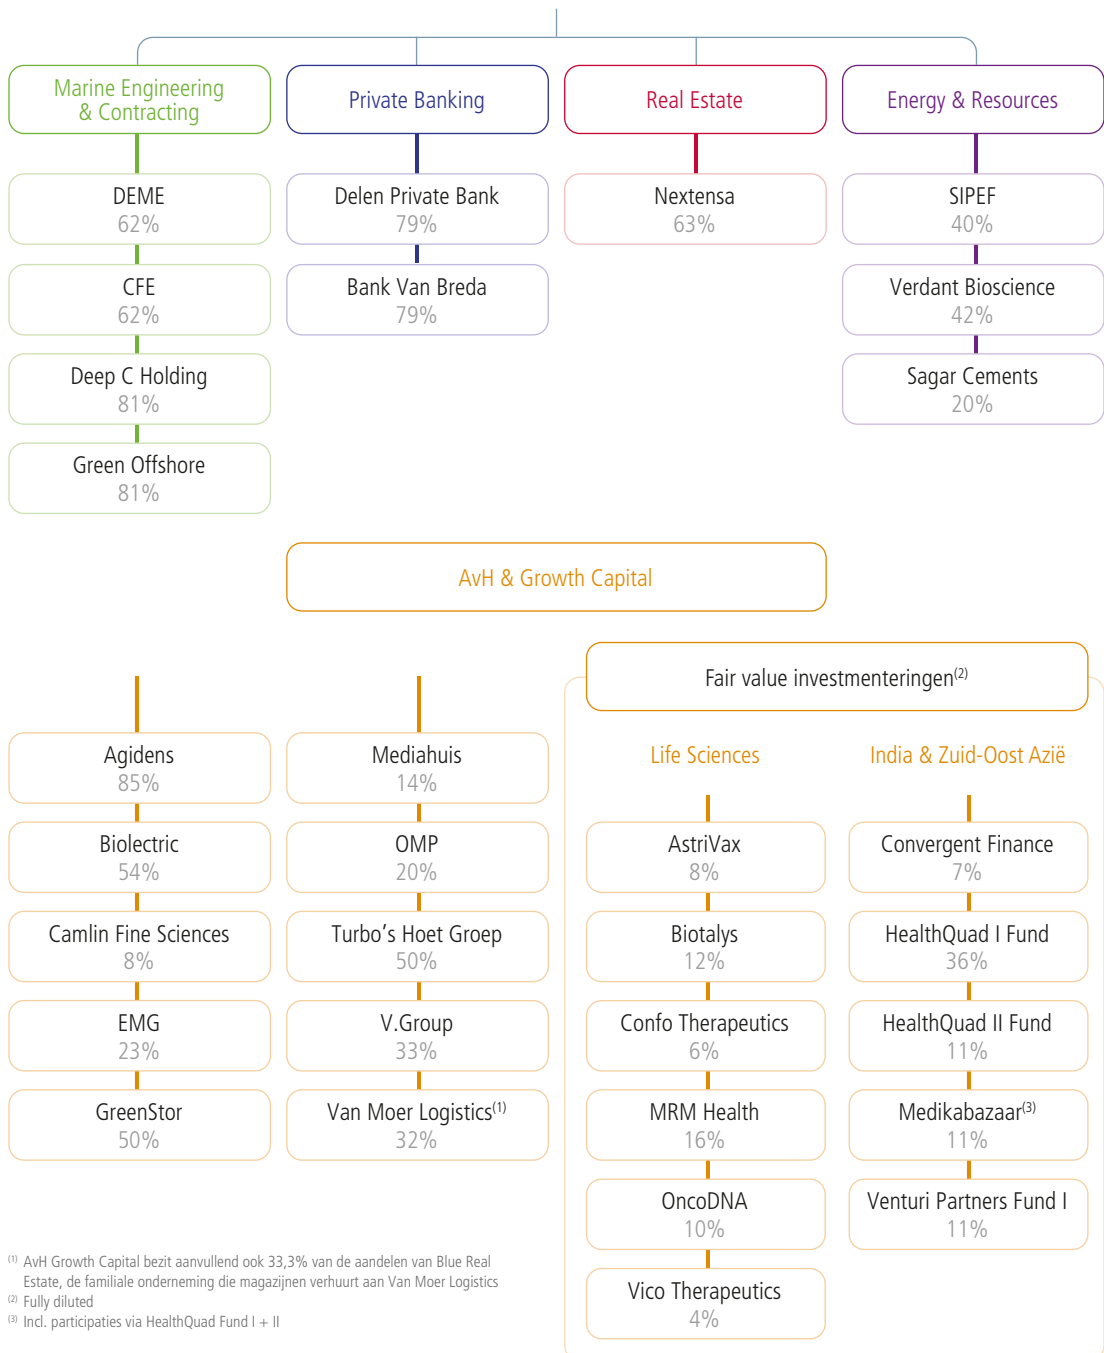 Marine Engineering
& Contracting
DEME
62%
CFE
62%
Deep C Holding
81%
Green Offshore
81%
Private Banking
Delen Private Bank
79%
Bank Van Breda
79%
Real Estate
Nextensa
63%
Energy & Resources
SIPEF
40%
Verdant Bioscience
42%
Sagar Cements
20%
AvH & Growth Capital
Agidens
85%
Biolectric
54%
Camlin Fine Sciences
8%
EMG
23%
GreenStor
50%
Mediahuis
14%
OMP
20%
Turbo’s Hoet Groep
50%
V.Group
33%
Van Moer Logistics(1)
32%
Fair value investmenteringen(2)
Life Sciences
AstriVax
8%
Biotalys
12%
Confo Therapeutics
6%
MRM Health
16%
OncoDNA
10%
Vico Therapeutics
4%
India & Zuid-Oost Azië
Convergent Finance
7%
HealthQuad I Fund
36%
HealthQuad II Fund
11%
Medikabazaar(3)
11%
Venturi Partners Fund I
11%
(1) AvH Growth Capital bezit aanvullend ook 33,3% van de aandelen van Blue Real
Estate, de familiale onderneming die magazijnen verhuurt aan Van Moer Logistics
(2) Fully diluted
(3) Incl. participaties via HealthQuad Fund I + II